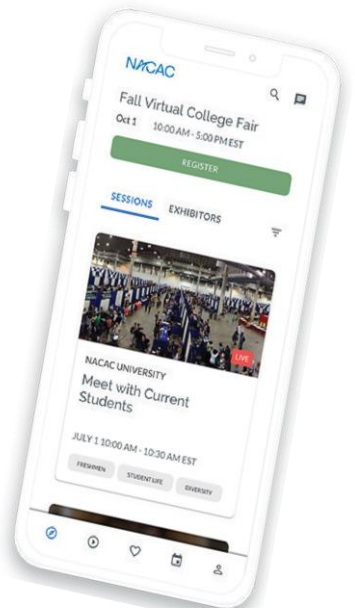 NACAC
Fall Virtual College Fair
Oct 1 10:00 AM - 5:00 PM EST
REGISTER
SESSIONS EXHIBITORS
LIVE
NACAC UNIVERSITY
Meet with Current
Students
JULY 1 10:00 AM - 10:30 AM EST
FRESHMEN STUDENT LIFE DIVERSITY